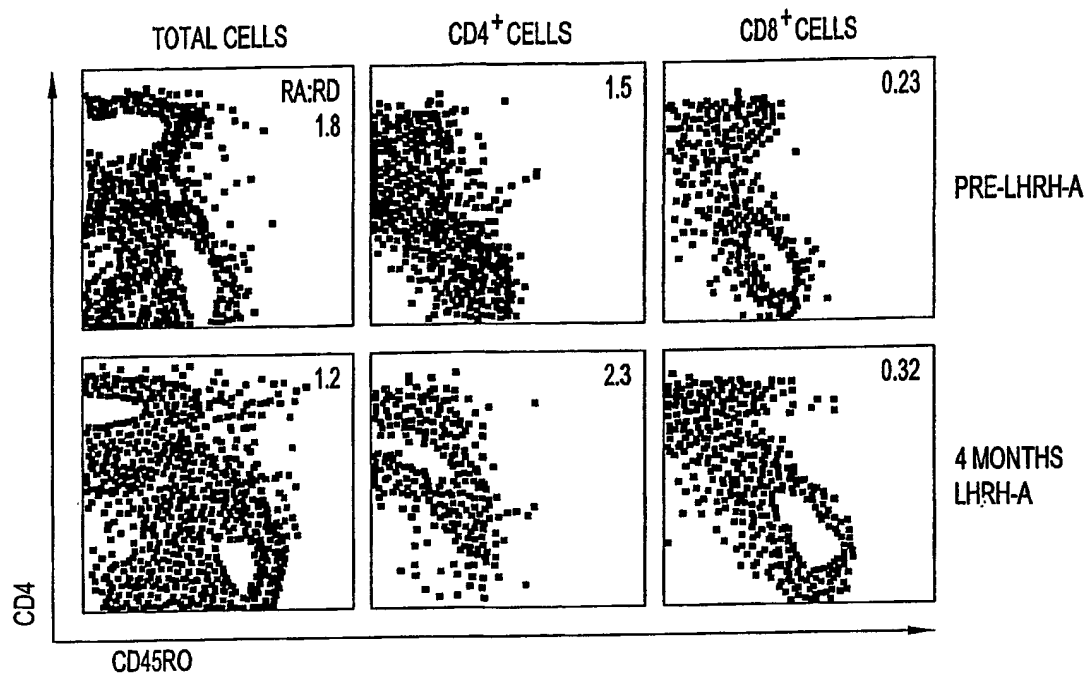 TOTAL CELLS
CD4+ CELLS
CD8+ CELLS
RA:RD
1.8
1.5
0.23
PRE-LHRH-A
1.2
2.3
0.32
4 MONTHS
LHRH-A
CD4
CD45RO